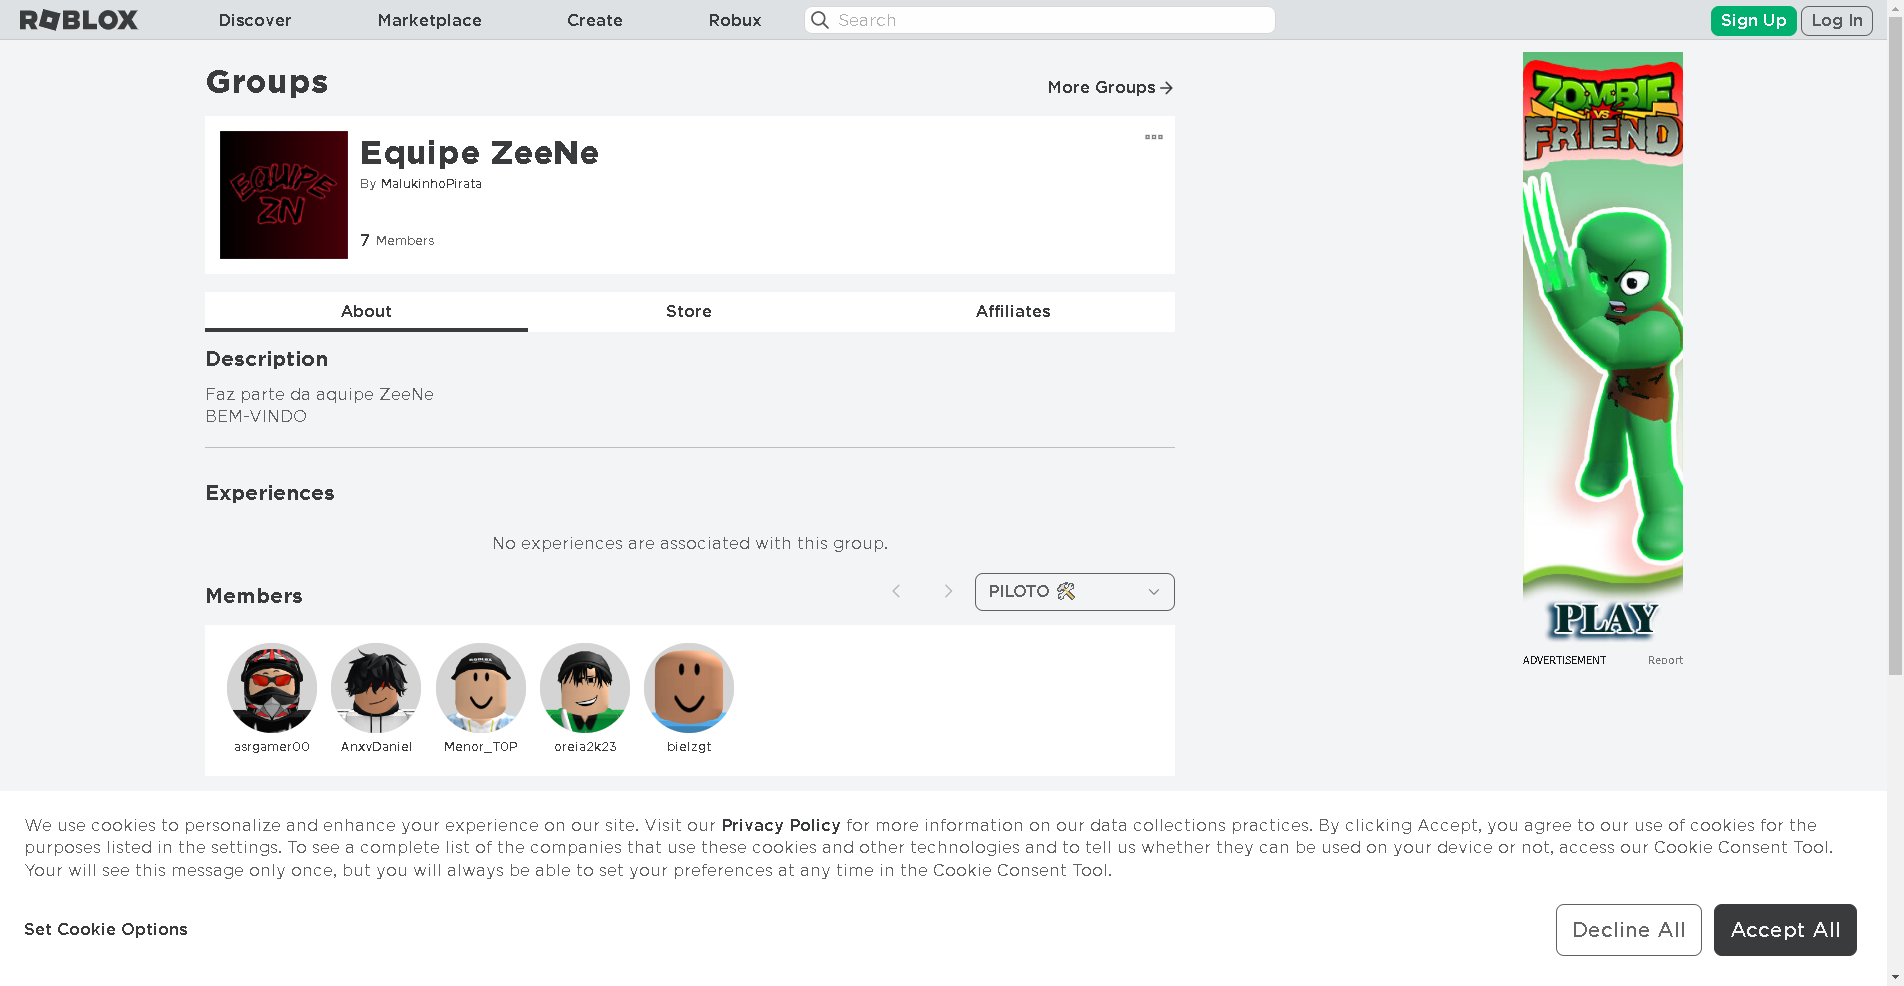 ROBLOX Discover Marketplace Create Robux Search Sign Up Log In
Groups
More Groups
Equipe ZeeNe
By MalukinhoPirata
7 Members
EQUIPE
ZN
About Store Affiliates
Description
Faz parte da aquipe ZeeNe
BEM-VINDO
Experiences
No experiences are associated with this group.
Members
PILOTO 🛠️
asrgamer00 AnxvDaniel Menor_T0P oreia2k23 bielzgt
ZOMBIE
VS
FRIEND
PLAY
ADVERTISEMENT Report
We use cookies to personalize and enhance your experience on our site. Visit our Privacy Policy for more information on our data collections practices. By clicking Accept, you agree to our use of cookies for the
purposes listed in the settings. To see a complete list of the companies that use these cookies and other technologies and to tell us whether they can be used on your device or not, access our Cookie Consent Tool.
Your will see this message only once, but you will always be able to set your preferences at any time in the Cookie Consent Tool.
Set Cookie Options
Decline All Accept All